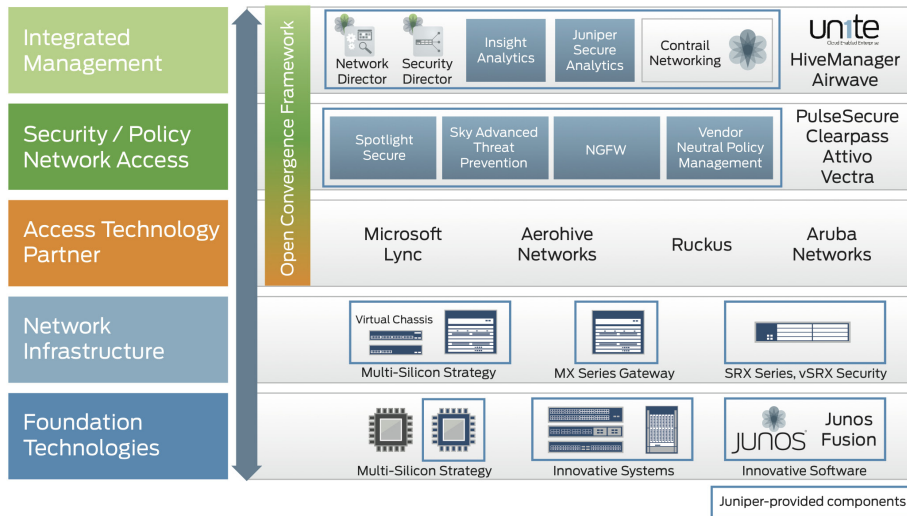 Integrated
Management
Open Convergence Framework
Network
Director
Security
Director
Insight
Analytics
Juniper
Secure
Analytics
Contrail
Networking
un1te
Cloud Enabled Enterprise
HiveManager
Airwave
Security / Policy
Network Access
Spotlight
Secure
Sky Advanced
Threat
Prevention
NGFW
Vendor
Neutral Policy
Management
PulseSecure
Clearpass
Attivo
Vectra
Access Technology
Partner
Microsoft
Lync
Aerohive
Networks
Ruckus
Aruba
Networks
Network
Infrastructure
Virtual Chassis
Multi-Silicon Strategy
MX Series Gateway
SRX Series, vSRX Security
Foundation
Technologies
Multi-Silicon Strategy
Innovative Systems
JUNOS
Junos
Fusion
Innovative Software
Juniper-provided components